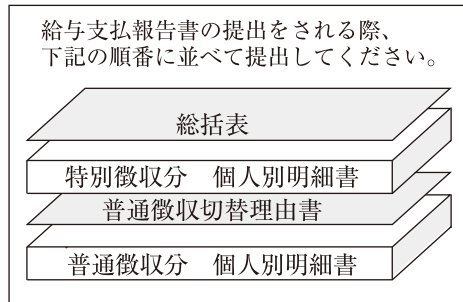 給与支払報告書の提出をされる際、
下記の順番に並べて提出してください。
総括表
特別徴収分　個人別明細書
普通徴収切替理由書
普通徴収分　個人別明細書